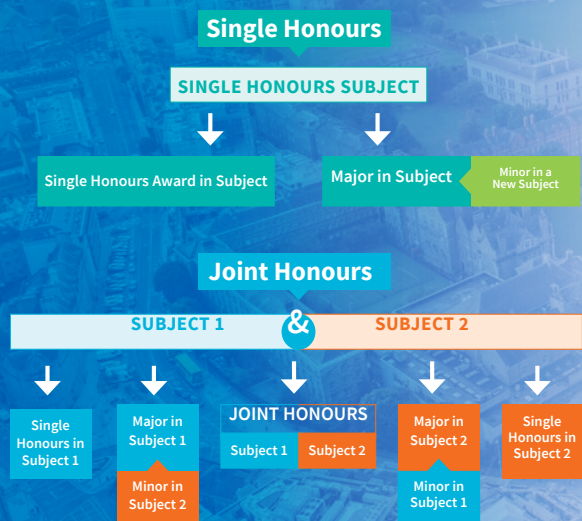 Single Honours
SINGLE HONOURS SUBJECT
Single Honours Award in Subject
Major in Subject
Minor in a
New Subject
Joint Honours
SUBJECT 1
&
SUBJECT 2
Single
Honours in
Subject 1
Major in
Subject 1
Minor in
Subject 2
JOINT HONOURS
Subject 1
Subject 2
Major in
Subject 2
Minor in
Subject 1
Single
Honours in
Subject 2